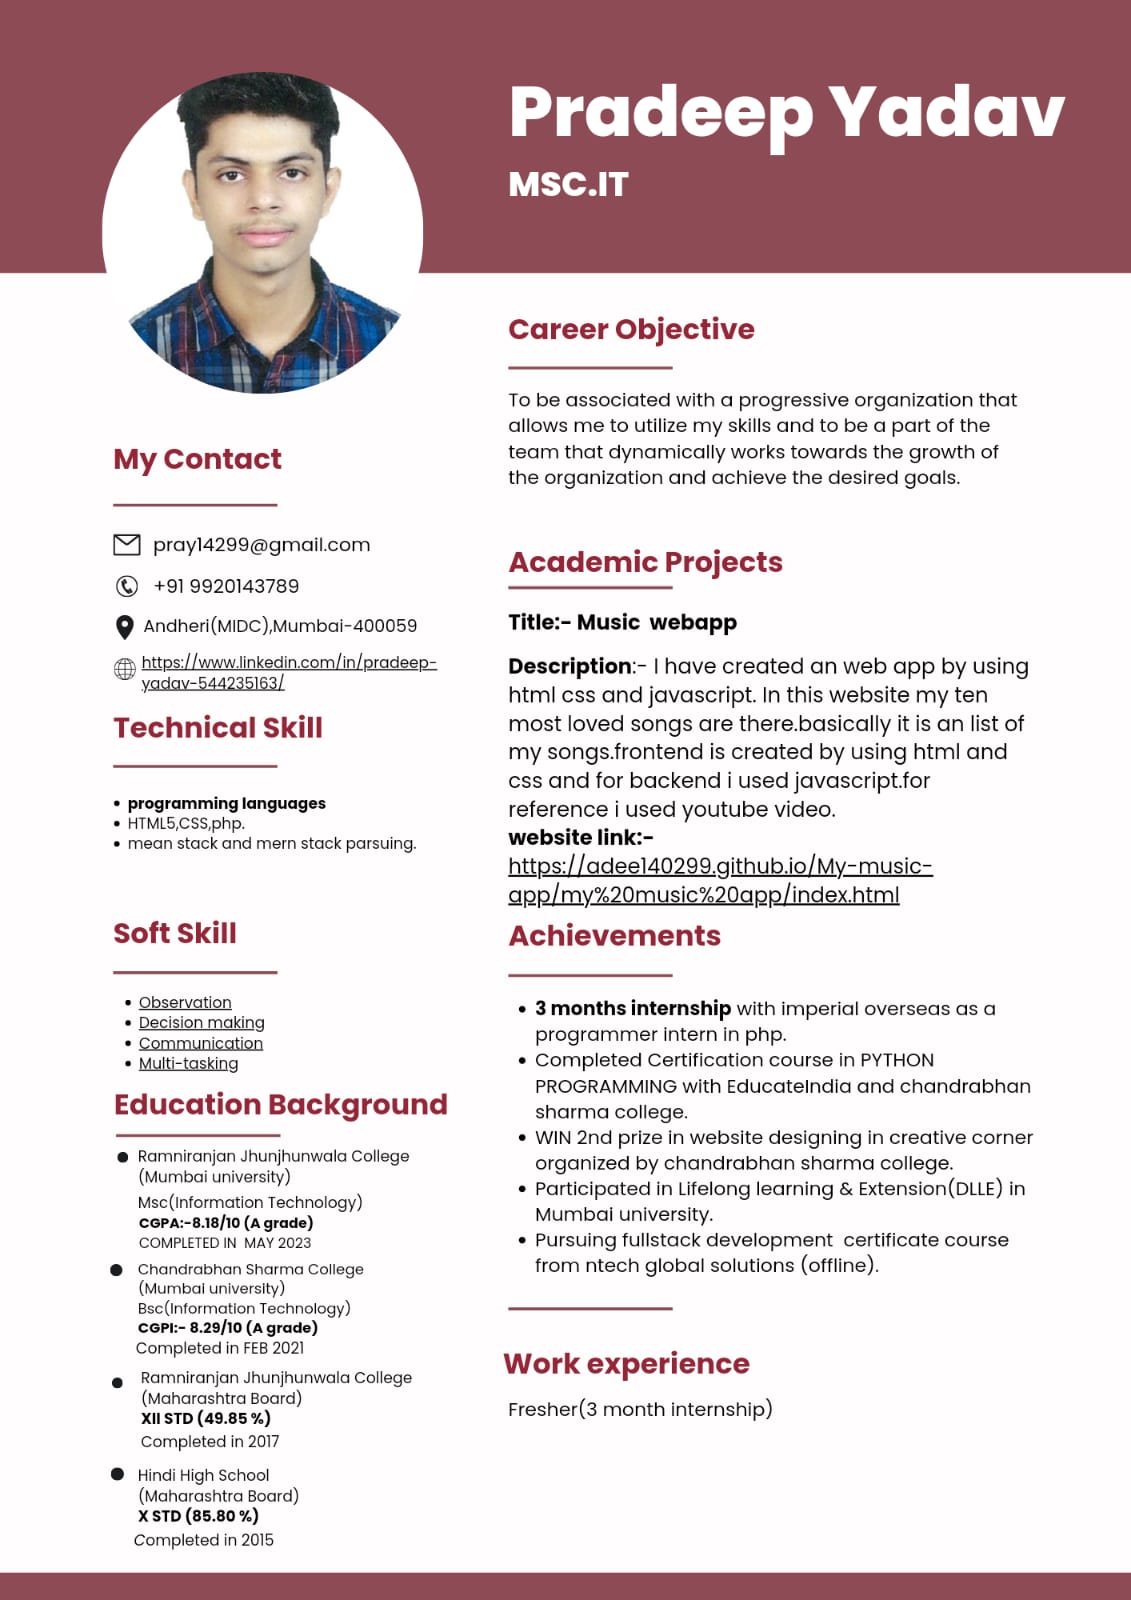 Pradeep Yadav
MSC.IT
My Contact
pray14299@gmail.com
+91 9920143789
Andheri(MIDC),Mumbai-400059
https://www.linkedin.com/in/pradeep-
yadav-544235163/
Technical Skill
programming languages
HTML5,CSS,php.
mean stack and mern stack parsuing.
Soft Skill
Observation
Decision making
Communication
Multi-tasking
Education Background
Ramniranjan Jhunjhunwala College
(Mumbai university)
Msc(Information Technology)
CGPA:-8.18/10 (A grade)
COMPLETED IN MAY 2023
Chandrabhan Sharma College
(Mumbai university)
Bsc(Information Technology)
CGPI:- 8.29/10 (A grade)
Completed in FEB 2021
Ramniranjan Jhunjhunwala College
(Maharashtra Board)
XII STD (49.85 %)
Completed in 2017
Hindi High School
(Maharashtra Board)
X STD (85.80 %)
Completed in 2015
Career Objective
To be associated with a progressive organization that
allows me to utilize my skills and to be a part of the
team that dynamically works towards the growth of
the organization and achieve the desired goals.
Academic Projects
Title:- Music webapp
Description:- I have created an web app by using
html css and javascript. In this website my ten
most loved songs are there.basically it is an list of
my songs.frontend is created by using html and
css and for backend i used javascript.for
reference i used youtube video.
website link:-
https://adee140299.github.io/My-music-
app/my%20music%20app/index.html
Achievements
3 months internship with imperial overseas as a
programmer intern in php.
Completed Certification course in PYTHON
PROGRAMMING with EducateIndia and chandrabhan
sharma college.
WIN 2nd prize in website designing in creative corner
organized by chandrabhan sharma college.
Participated in Lifelong learning & Extension(DLLE) in
Mumbai university.
Pursuing fullstack development certificate course
from ntech global solutions (offline).
Work experience
Fresher(3 month internship)